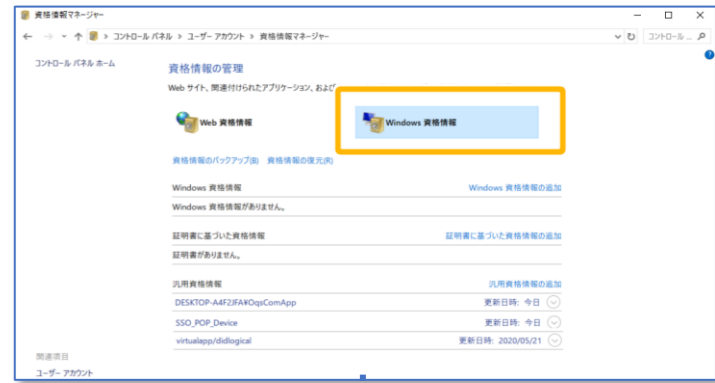 資格情報マネージャー
コントロール パネル > ユーザー アカウント > 資格情報マネージャー
コントロール ...
コントロール パネル ホーム
資格情報の管理
Web サイト、関連付けられたアプリケーション、および
Web 資格情報
Windows 資格情報
資格情報のバックアップ(B) 資格情報の復元(R)
Windows 資格情報 Windows 資格情報の追加
Windows 資格情報がありません。
証明書に基づいた資格情報 証明書に基づいた資格情報の追加
証明書がありません。
汎用資格情報 汎用資格情報の追加
DESKTOP-A4F2JFA¥OqsComApp 更新日時: 今日
SSO_POP_Device 更新日時: 今日
virtualapp/didlogical 更新日時: 2020/05/21
関連項目
ユーザー アカウント